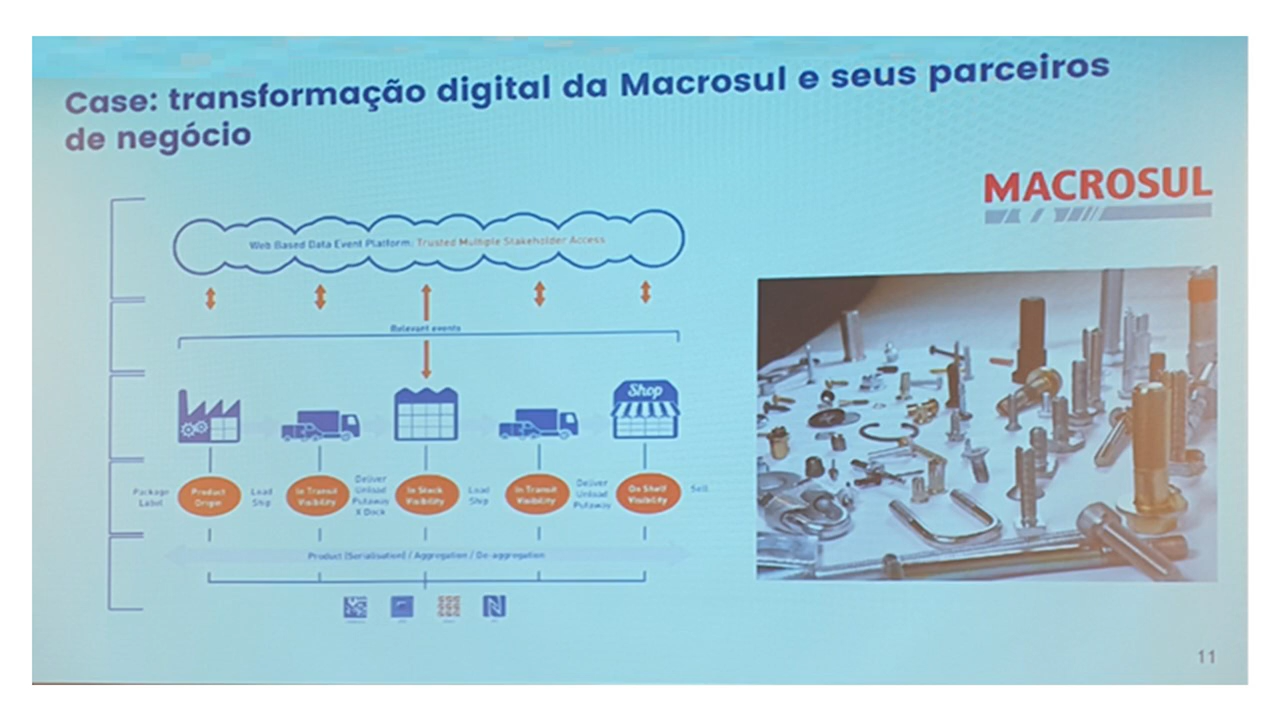 Case: transformação digital da Macrosul e seus parceiros
de negócio
MACROSUL
Web Based Data Event Platform: Trusted Multiple Stakeholder Access
Relevant events
Shop
Package
Label
Product
Origin
Load
Ship
In Transit
Visibility
Deliver
Unload
Putaway
X Dock
In Stock
Visibility
Load
Ship
In Transit
Visibility
Deliver
Unload
Putaway
On Shelf
Visibility
Sell
Product (Serialisation) / Aggregation / De-aggregation
11